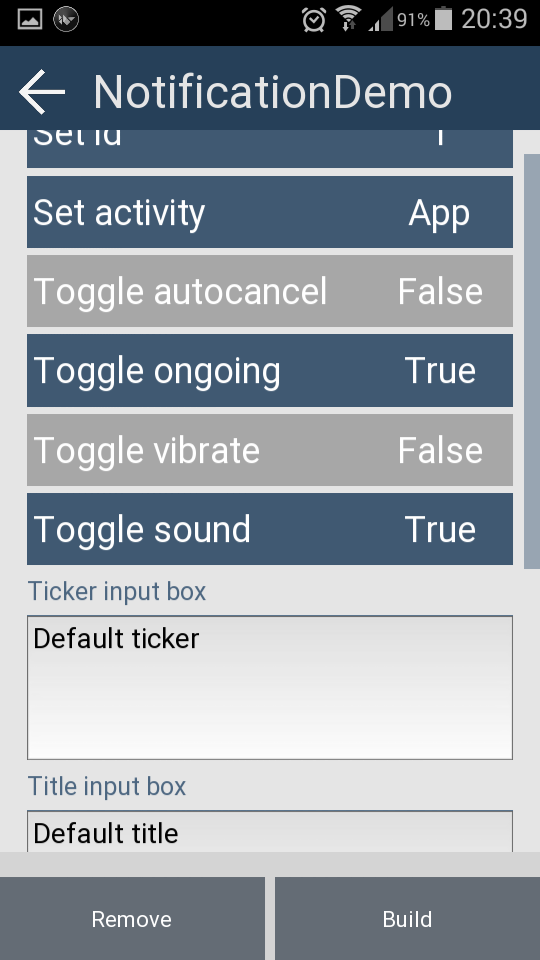 91% 20:39
NotificationDemo
Set id 1
Set activity App
Toggle autocancel False
Toggle ongoing True
Toggle vibrate False
Toggle sound True
Ticker input box
Default ticker
Title input box
Default title
Remove Build